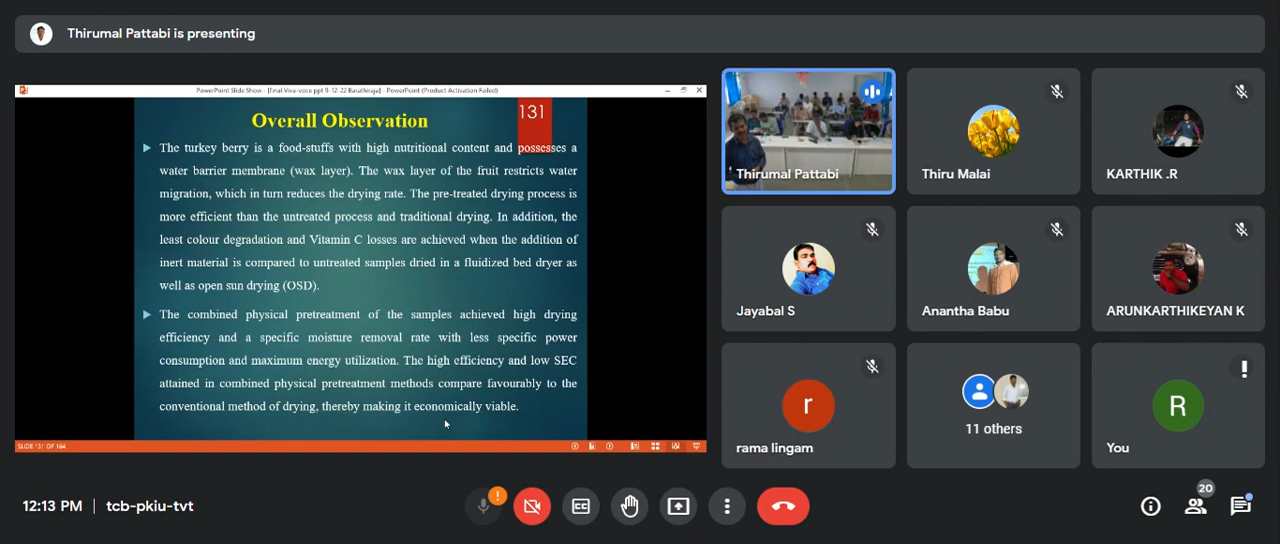 Thirumal Pattabi is presenting
PowerPoint Slide Show - [final Viva-voce ppt 9-12-22 Barathiraja] - PowerPoint (Product Activation Failed)
131
Overall Observation
The turkey berry is a food-stuffs with high nutritional content and possesses a
water barrier membrane (wax layer). The wax layer of the fruit restricts water
migration, which in turn reduces the drying rate. The pre-treated drying process is
more efficient than the untreated process and traditional drying. In addition, the
least colour degradation and Vitamin C losses are achieved when the addition of
inert material is compared to untreated samples dried in a fluidized bed dryer as
well as open sun drying (OSD).
The combined physical pretreatment of the samples achieved high drying
efficiency and a specific moisture removal rate with less specific power
consumption and maximum energy utilization. The high efficiency and low SEC
attained in combined physical pretreatment methods compare favourably to the
conventional method of drying, thereby making it economically viable.
SLIDE 131 OF 164
Thirumal Pattabi
Thiru Malai
KARTHIK .R
Jayabal S
Anantha Babu
ARUNKARTHIKEYAN K
r
rama lingam
11 others
R
You
12:13 PM | tcb-pkiu-tvt
CC
20